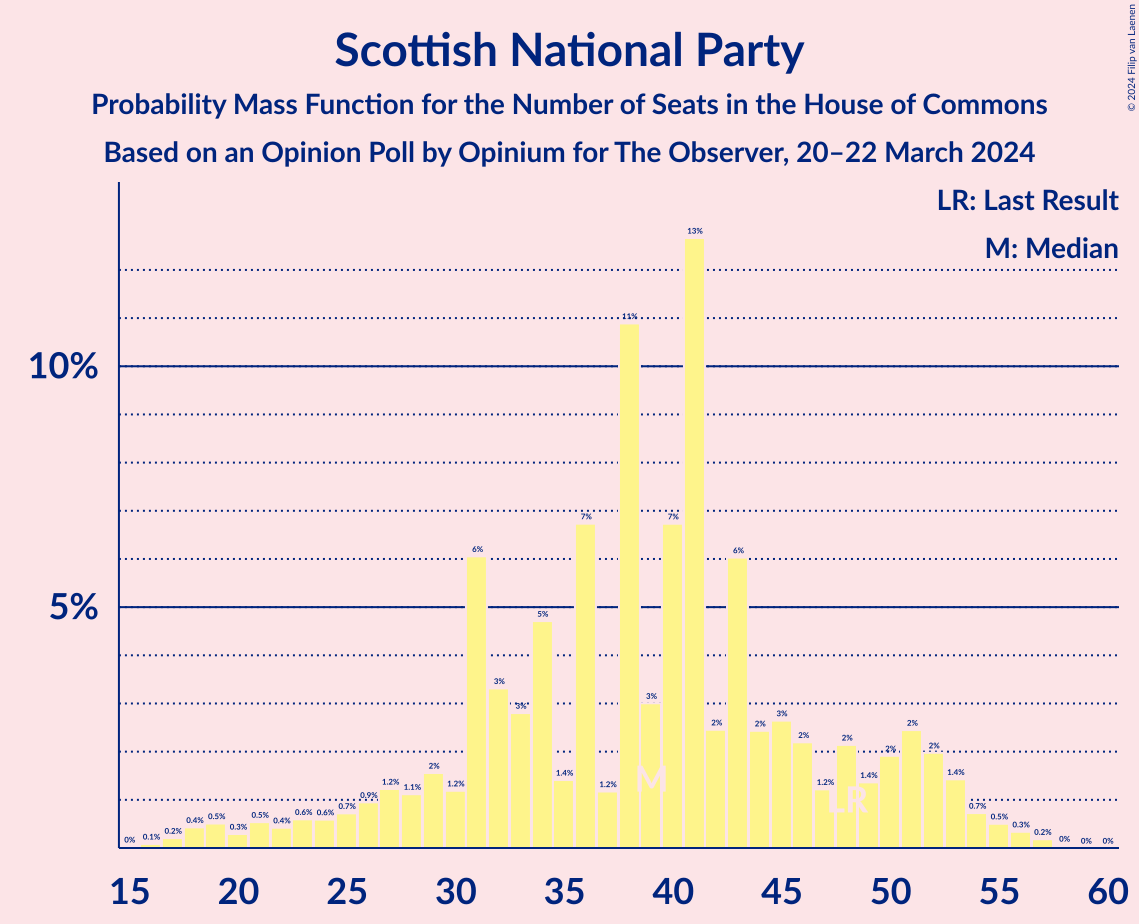 © 2024 Filip van Laenen
Scottish National Party
Probability Mass Function for the Number of Seats in the House of Commons
Based on an Opinion Poll by Opinium for The Observer, 20–22 March 2024
LR: Last Result
M: Median
10%
5%
0% 0.1% 0.2% 0.4% 0.5% 0.3% 0.5% 0.4% 0.6% 0.6% 0.7% 0.9% 1.2% 1.1% 2% 1.2% 6% 3% 3% 5% 1.4% 7% 1.2% 11% 3% 7% 13% 2% 6% 2% 3% 2% 1.2% 2% 1.4% 2% 2% 2% 1.4% 0.7% 0.5% 0.3% 0.2% 0% 0% 0%
M
LR
15 20 25 30 35 40 45 50 55 60